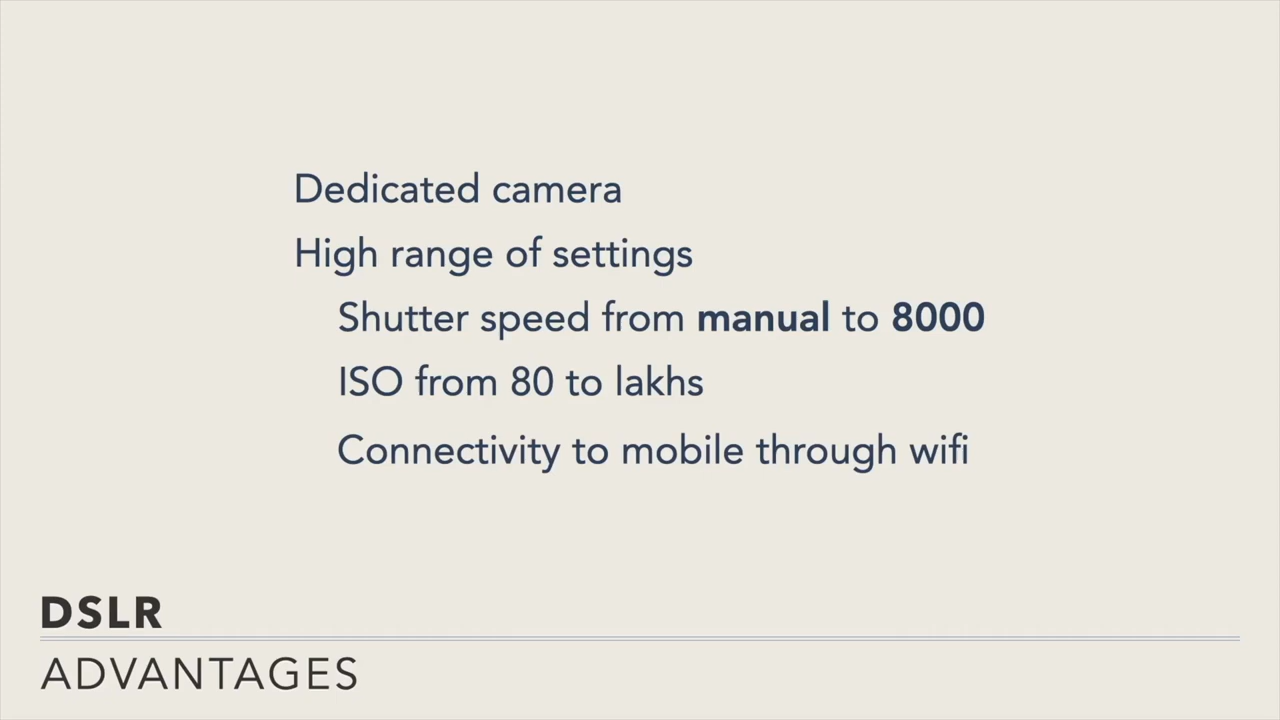 Dedicated camera
High range of settings
Shutter speed from manual to 8000
ISO from 80 to lakhs
Connectivity to mobile through wifi
DSLR
ADVANTAGES